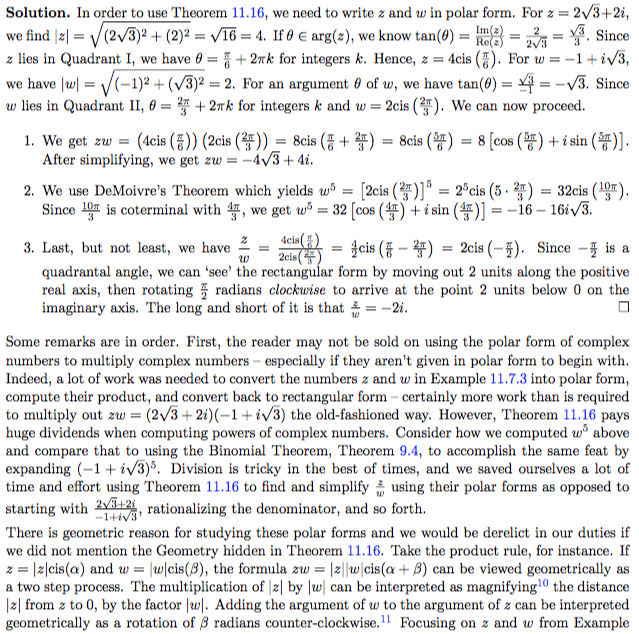 Solution. In order to use Theorem 11.16, we need to write z and w in polar form. For z = 2√3+2i,
we find |z| = √((2√3)² + (2)²) = √16 = 4. If θ ∈ arg(z), we know tan(θ) = Im(z)/Re(z) = 2/(2√3) = √3/3. Since
z lies in Quadrant I, we have θ = π/6 + 2πk for integers k. Hence, z = 4cis(π/6). For w = −1 + i√3,
we have |w| = √((−1)² + (√3)²) = 2. For an argument θ of w, we have tan(θ) = √3/−1 = −√3. Since
w lies in Quadrant II, θ = 2π/3 + 2πk for integers k and w = 2cis(2π/3). We can now proceed.
1. We get zw = (4cis(π/6)) (2cis(2π/3)) = 8cis(π/6 + 2π/3) = 8cis(5π/6) = 8 [cos(5π/6) + i sin(5π/6)].
After simplifying, we get zw = −4√3 + 4i.
2. We use DeMoivre's Theorem which yields w⁵ = [2cis(2π/3)]⁵ = 2⁵cis(5 · 2π/3) = 32cis(10π/3).
Since 10π/3 is coterminal with 4π/3, we get w⁵ = 32 [cos(4π/3) + i sin(4π/3)] = −16 − 16i√3.
3. Last, but not least, we have z/w = 4cis(π/6)/2cis(2π/3) = 4/2cis(π/6 − 2π/3) = 2cis(−π/2). Since −π/2 is a
quadrantal angle, we can 'see' the rectangular form by moving out 2 units along the positive
real axis, then rotating π/2 radians clockwise to arrive at the point 2 units below 0 on the
imaginary axis. The long and short of it is that z/w = −2i. □
Some remarks are in order. First, the reader may not be sold on using the polar form of complex
numbers to multiply complex numbers – especially if they aren't given in polar form to begin with.
Indeed, a lot of work was needed to convert the numbers z and w in Example 11.7.3 into polar form,
compute their product, and convert back to rectangular form – certainly more work than is required
to multiply out zw = (2√3 + 2i)(−1 + i√3) the old-fashioned way. However, Theorem 11.16 pays
huge dividends when computing powers of complex numbers. Consider how we computed w⁵ above
and compare that to using the Binomial Theorem, Theorem 9.4, to accomplish the same feat by
expanding (−1 + i√3)⁵. Division is tricky in the best of times, and we saved ourselves a lot of
time and effort using Theorem 11.16 to find and simplify z/w using their polar forms as opposed to
starting with (2√3+2i)/(−1+i√3), rationalizing the denominator, and so forth.
There is geometric reason for studying these polar forms and we would be derelict in our duties if
we did not mention the Geometry hidden in Theorem 11.16. Take the product rule, for instance. If
z = |z|cis(α) and w = |w|cis(β), the formula zw = |z||w|cis(α + β) can be viewed geometrically as
a two step process. The multiplication of |z| by |w| can be interpreted as magnifying¹⁰ the distance
|z| from z to 0, by the factor |w|. Adding the argument of w to the argument of z can be interpreted
geometrically as a rotation of β radians counter-clockwise.¹¹ Focusing on z and w from Example